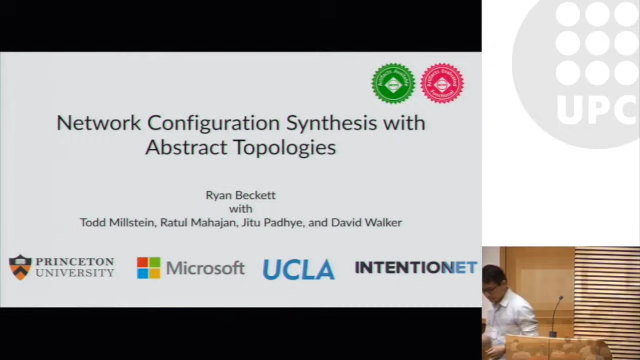 Network Configuration Synthesis with
Abstract Topologies
Ryan Beckett
with
Todd Millstein, Ratul Mahajan, Jitu Padhye, and David Walker
PRINCETON
UNIVERSITY
Microsoft
UCLA
INTENTIONET
UPC